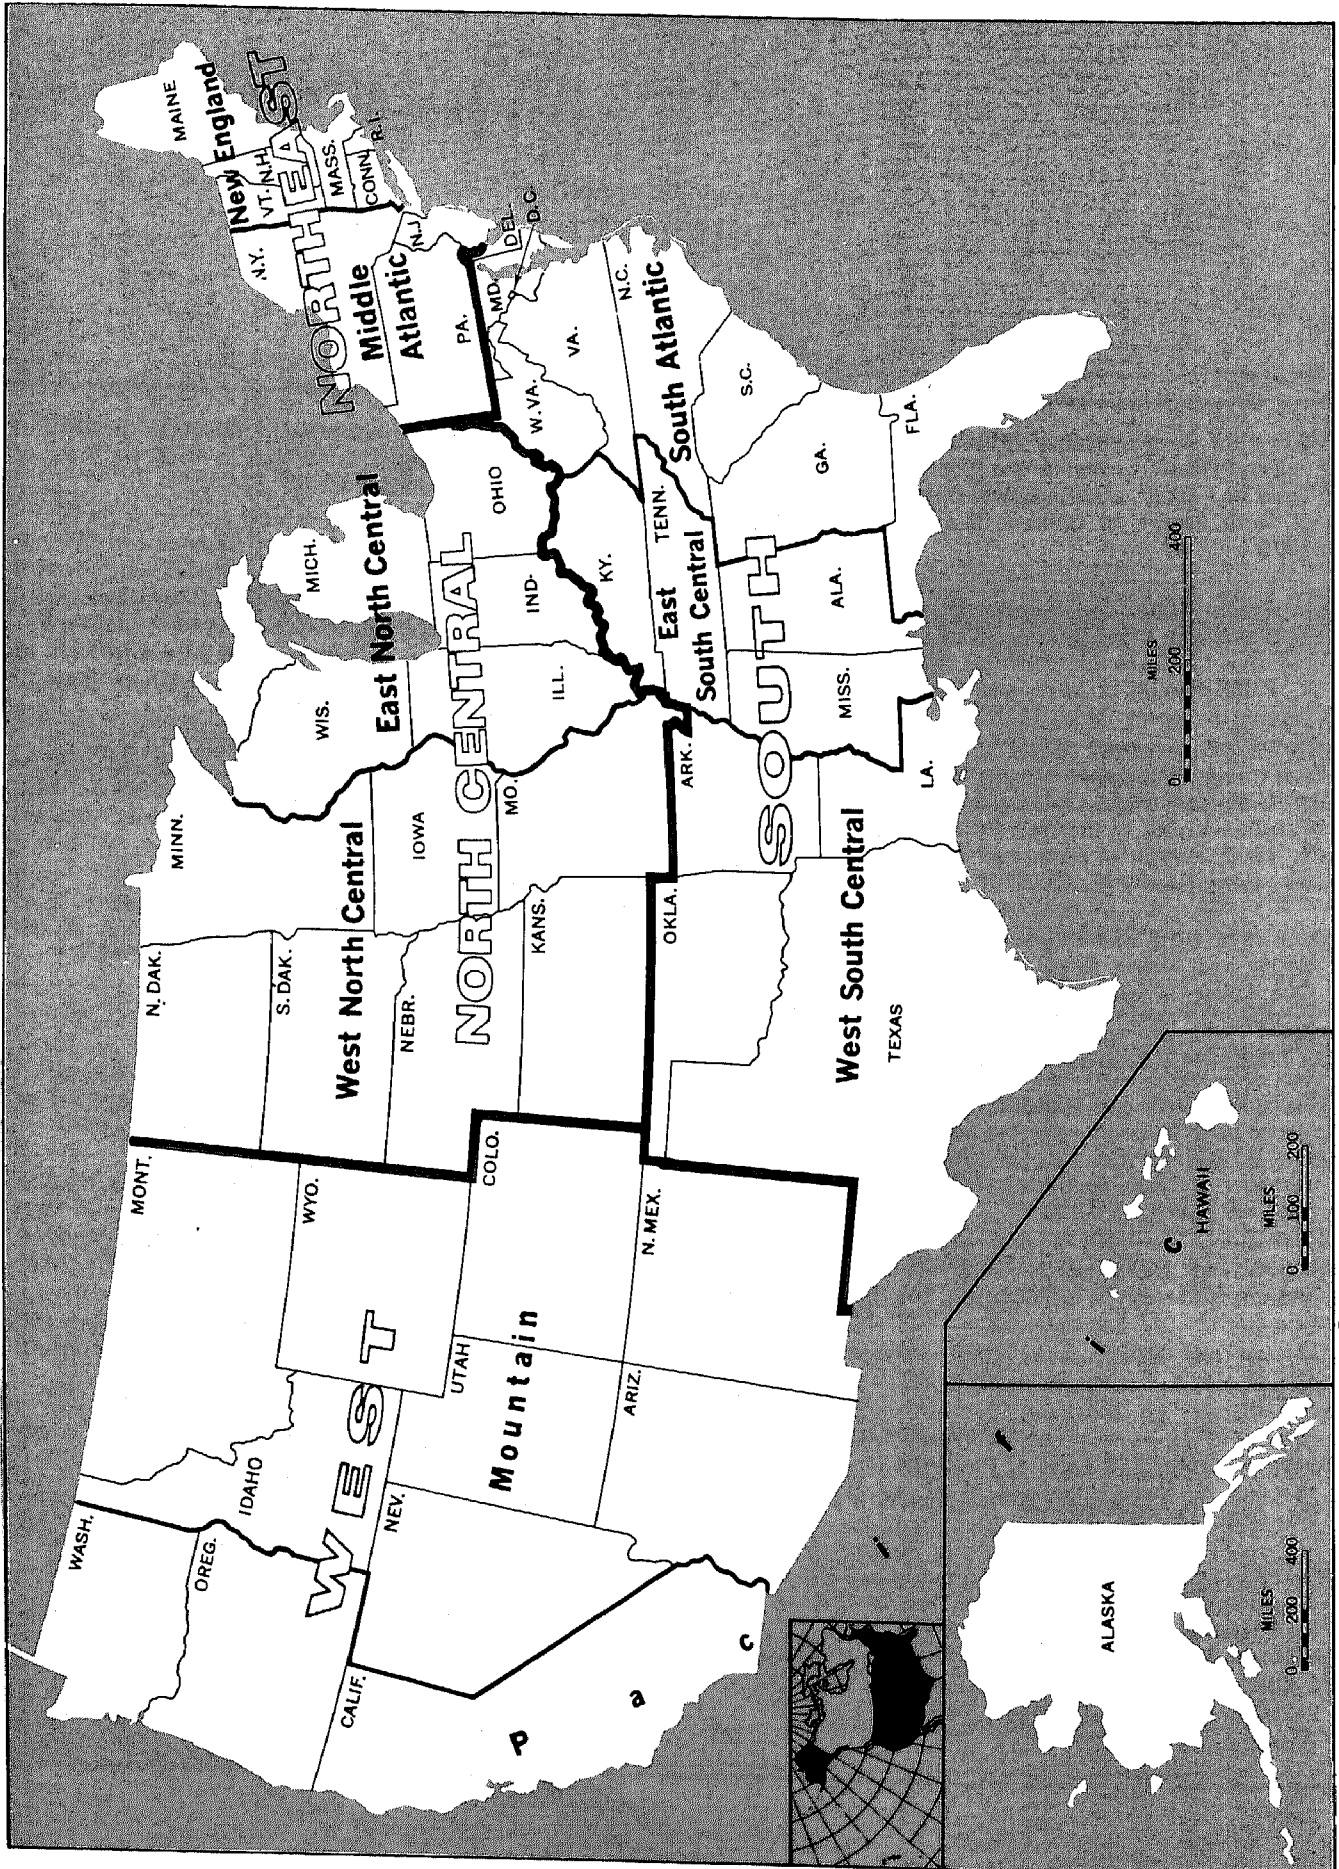 WASH.
MONT.
N. DAK.
MINN.
MAINE
OREG.
IDAHO
WYO.
S. DAK.
WIS.
MICH.
New England
VT.
N.H.
N.Y.
MASS.
CONN.
R.I.
NORTHEAST
Middle
Atlantic
PA.
N.J.
WEST
West North Central
East North Central
NEBR.
IOWA
NORTH CENTRAL
CALIF.
NEV.
UTAH
COLO.
KANS.
MO.
ILL.
IND.
OHIO
W. VA.
MD.
DEL.
D.C.
VA.
Mountain
KY.
N.C.
ARIZ.
N. MEX.
OKLA.
ARK.
TENN.
East
South Central
South Atlantic
S.C.
SOUTH
West South Central
TEXAS
LA.
MISS.
ALA.
GA.
FLA.
Pacific
ALASKA
HAWAII
MILES
0 200 400
MILES
0 100 200
MILES
0 200 400